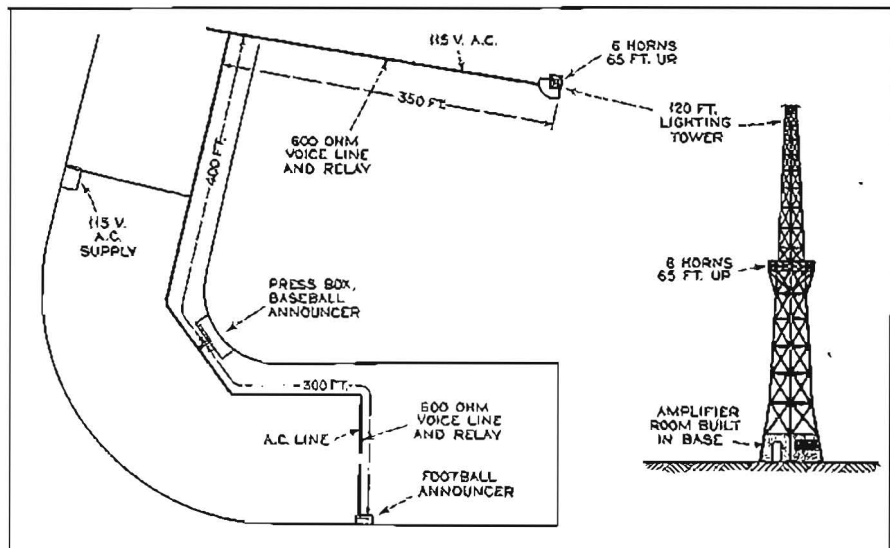 115 V. A.C.
6 HORNS
65 FT. UP
350 FT.
120 FT.
LIGHTING
TOWER
600 OHM
VOICE LINE
AND RELAY
400 FT.
115 V.
A.C.
SUPPLY
6 HORNS
65 FT. UP
PRESS BOX,
BASEBALL
ANNOUNCER
300 FT.
600 OHM
VOICE LINE
AND RELAY
A.C. LINE
AMPLIFIER
ROOM BUILT
IN BASE
FOOTBALL
ANNOUNCER